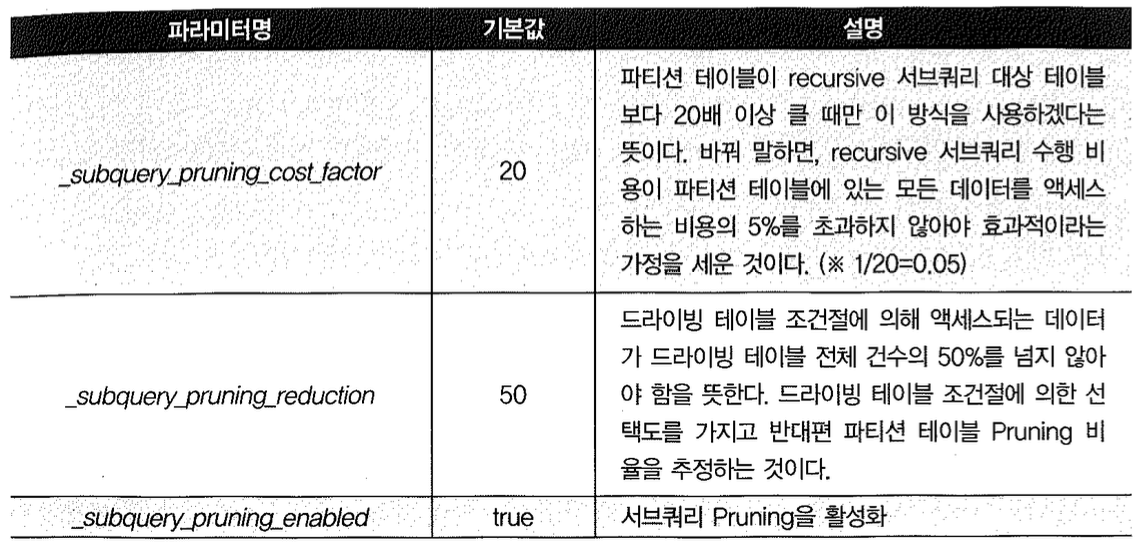 파라미터명 기본값 설명
파티션 테이블이 recursive 서브쿼리 대상 테이블
보다 20배 이상 클 때만 이 방식을 사용하겠다는
뜻이다. 바꿔 말하면, recursive 서브쿼리 수행 비
_subquery_pruning_cost_factor 20 용이 파티션 테이블에 있는 모든 데이터를 액세스
하는 비용의 5%를 초과하지 않아야 효과적이라는
가정을 세운 것이다. (※ 1/20=0.05)
드라이빙 테이블 조건절에 의해 액세스되는 데이터
가 드라이빙 테이블 전체 건수의 50%를 넘지 않아
_subquery_pruning_reduction 50 야 함을 뜻한다. 드라이빙 테이블 조건절에 의한 선
택도를 가지고 반대편 파티션 테이블 Pruning 비
율을 추정하는 것이다.
_subquery_pruning_enabled true 서브쿼리 Pruning을 활성화